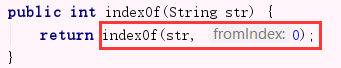 public int indexOf(String str) {
return indexOf(str, fromIndex: 0);
}